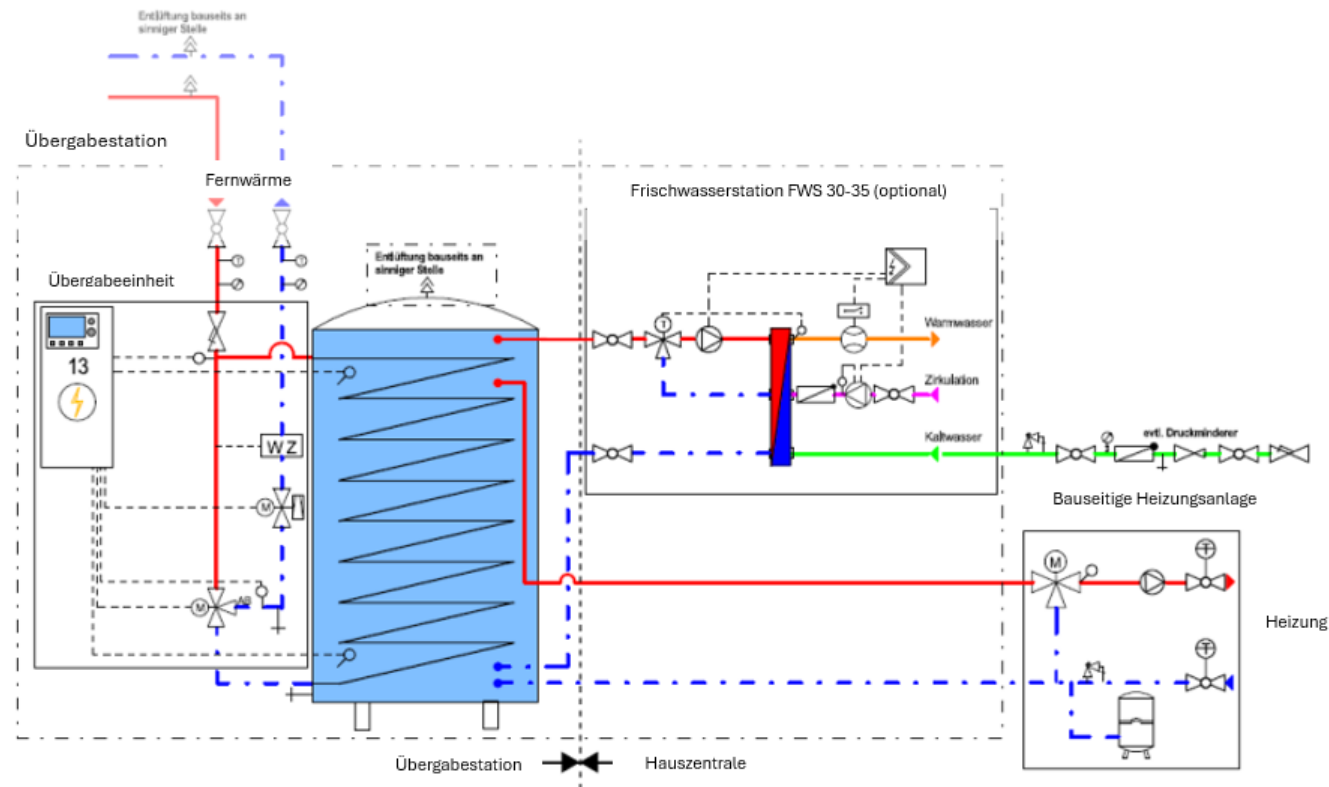 Entlüftung bauseits an
sinniger Stelle
Übergabestation
Fernwärme
Frischwasserstation FWS 30-35 (optional)
T
T
Entlüftung bauseits an
sinniger Stelle
Übergabeeinheit
13
T
Warmwasser
Zirkulation
WZ
Kaltwasser
evtl. Druckminderer
Bauseitige Heizungsanlage
M
M
T
AB
M
Heizung
T
Übergabestation
Hauszentrale